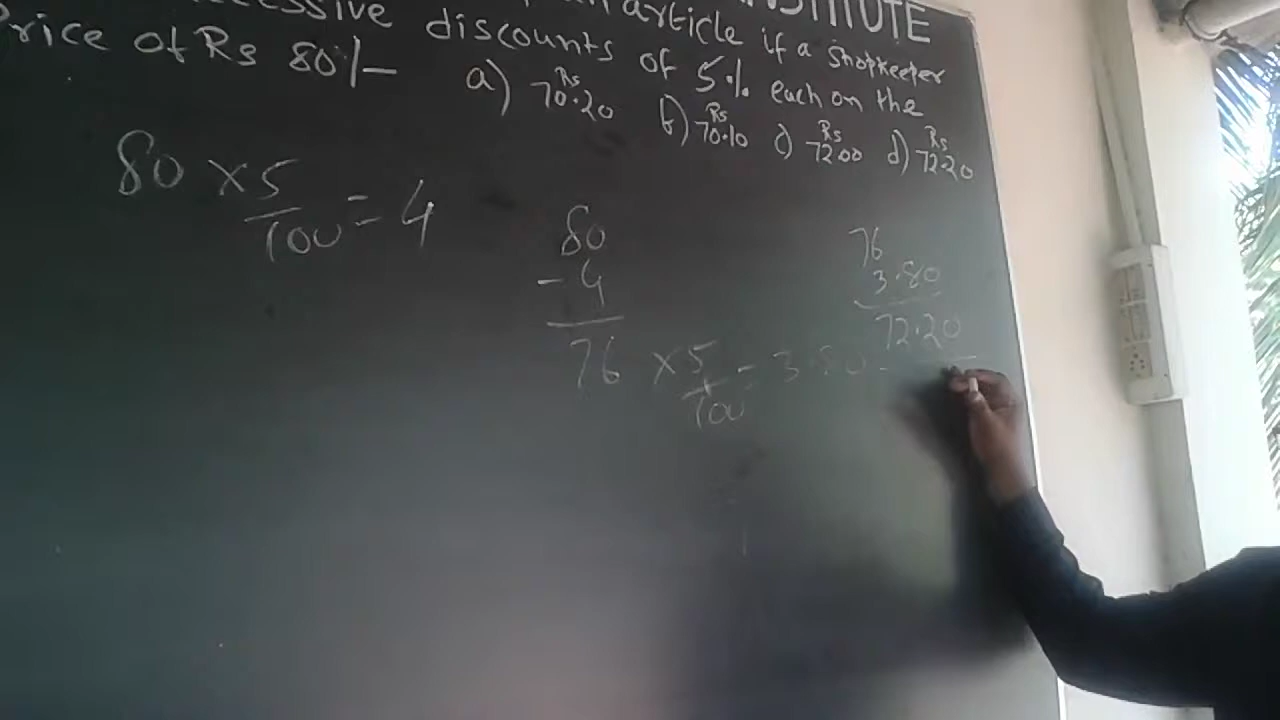 STITUTE
article if a shopkeeper
essive discounts of 5% each on the
Price of Rs 80/-
a) Rs 70.20 b) Rs 70.10 c) Rs 72.00 d) Rs 72.20
80 × 5/100 = 4
80
- 4
76 × 5/100 = 3.80 -
76
3.80
72.20